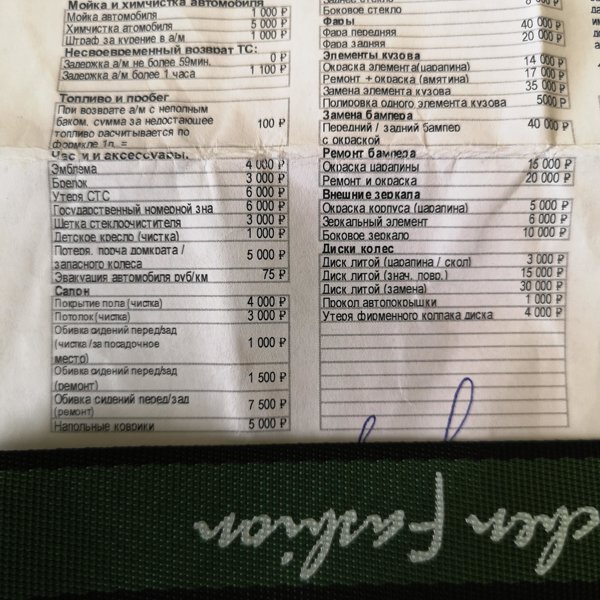 Мойка и химчистка автомобиля
Мойка автомобиля 1 000 ₽
Химчистка атомобиля 5 000 ₽
Штраф за курение в а/м 1 000 ₽
Несвоевременный возврат ТС:
Задержка а/м не более 59мин. 0 ₽
Задержка а/м более 1 часа 1 100 ₽
Топливо и пробег
При возврате а/м с неполным
баком, сумма за недостающее
топливо расчитывается по 100 ₽
формуле 1л. =
Части и аксессуары.
Эмблема 4 000 ₽
Брелок 3 000 ₽
Утеря СТС 6 000 ₽
Государственный номерной зна 6 000 ₽
Щетка стеклоочистителя 3 000 ₽
Детское кресло (чистка) 1 000 ₽
Потеря, порча домкрата /
запасного колеса 5 000 ₽
Эвакуация автомобиля руб/км 75 ₽
Салон
Покрытие пола (чистка) 4 000 ₽
Потолок (чистка) 3 000 ₽
Обивка сидений перед/зад
(чистка / за посадочное 1 000 ₽
место)
Обивка сидений перед/зад
(ремонт) 1 500 ₽
Обивка сидений перед/зад
(ремонт) 7 500 ₽
Напольные коврики 5 000 ₽
Боковое стекло
Фары
Фара передняя 40 000 ₽
Фара задняя 20 000 ₽
Элементы кузова
Окраска элемента(царапина) 14 000 ₽
Ремонт + окраска (вмятина) 17 000 ₽
Замена элемента кузова 35 000 ₽
Полировка одного элемента кузова 5000 ₽
Замена бампера
Передний / задний бампер 40 000 ₽
с окраской
Ремонт бампера
Окраска царапины 15 000 ₽
Ремонт и окраска 20 000 ₽
Внешние зеркала
Окраска корпуса (царапина) 5 000 ₽
Зеркальный элемент 6 000 ₽
Боковое зеркало 10 000 ₽
Диски колес
Диск литой (царапина / скол) 3 000 ₽
Диск литой (знач. повр.) 15 000 ₽
Диск литой (замена) 30 000 ₽
Прокол автопокрышки 1 000 ₽
Утеря фирменного колпака диска 4 000 ₽
chen Fashion